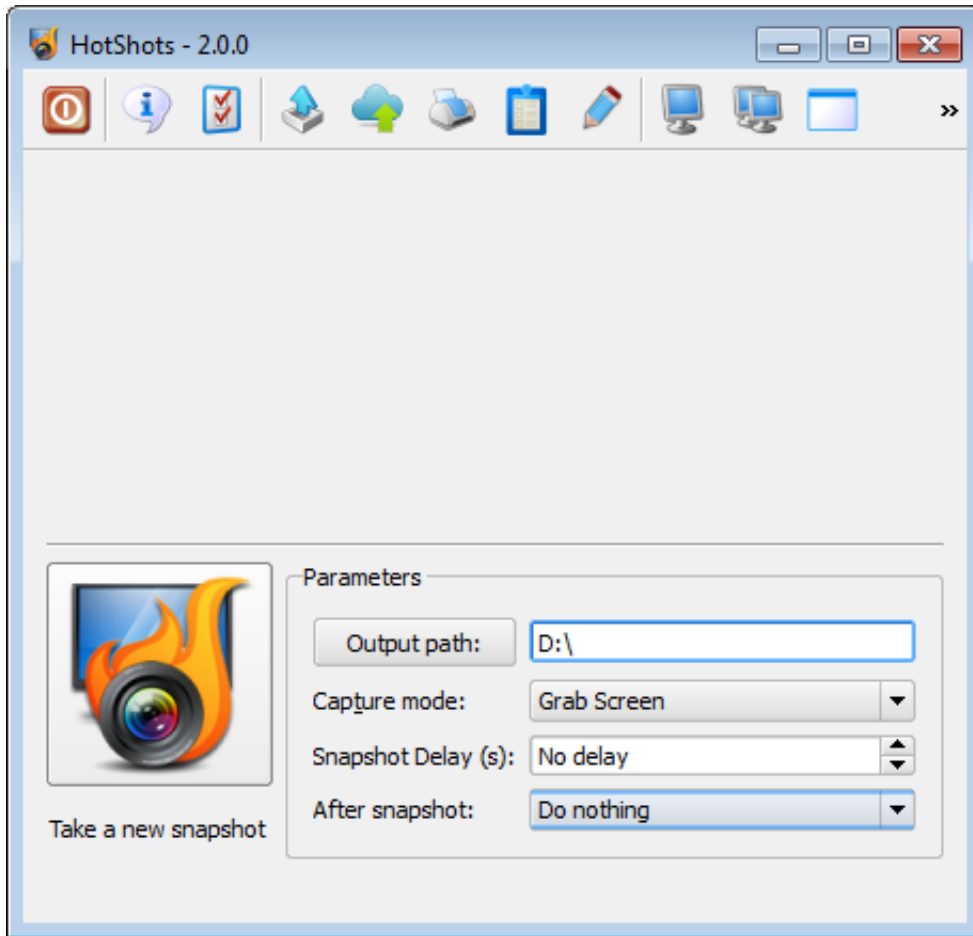 HotShots - 2.0.0
»
Parameters
Output path: D:\
Capture mode: Grab Screen
Snapshot Delay (s): No delay
After snapshot: Do nothing
Take a new snapshot